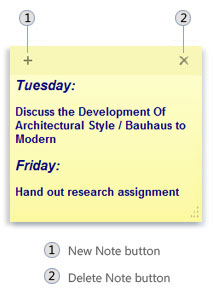 1 2
+ ×
Tuesday:
Discuss the Development Of
Architectural Style / Bauhaus to
Modern
Friday:
Hand out research assignment
1 New Note button
2 Delete Note button